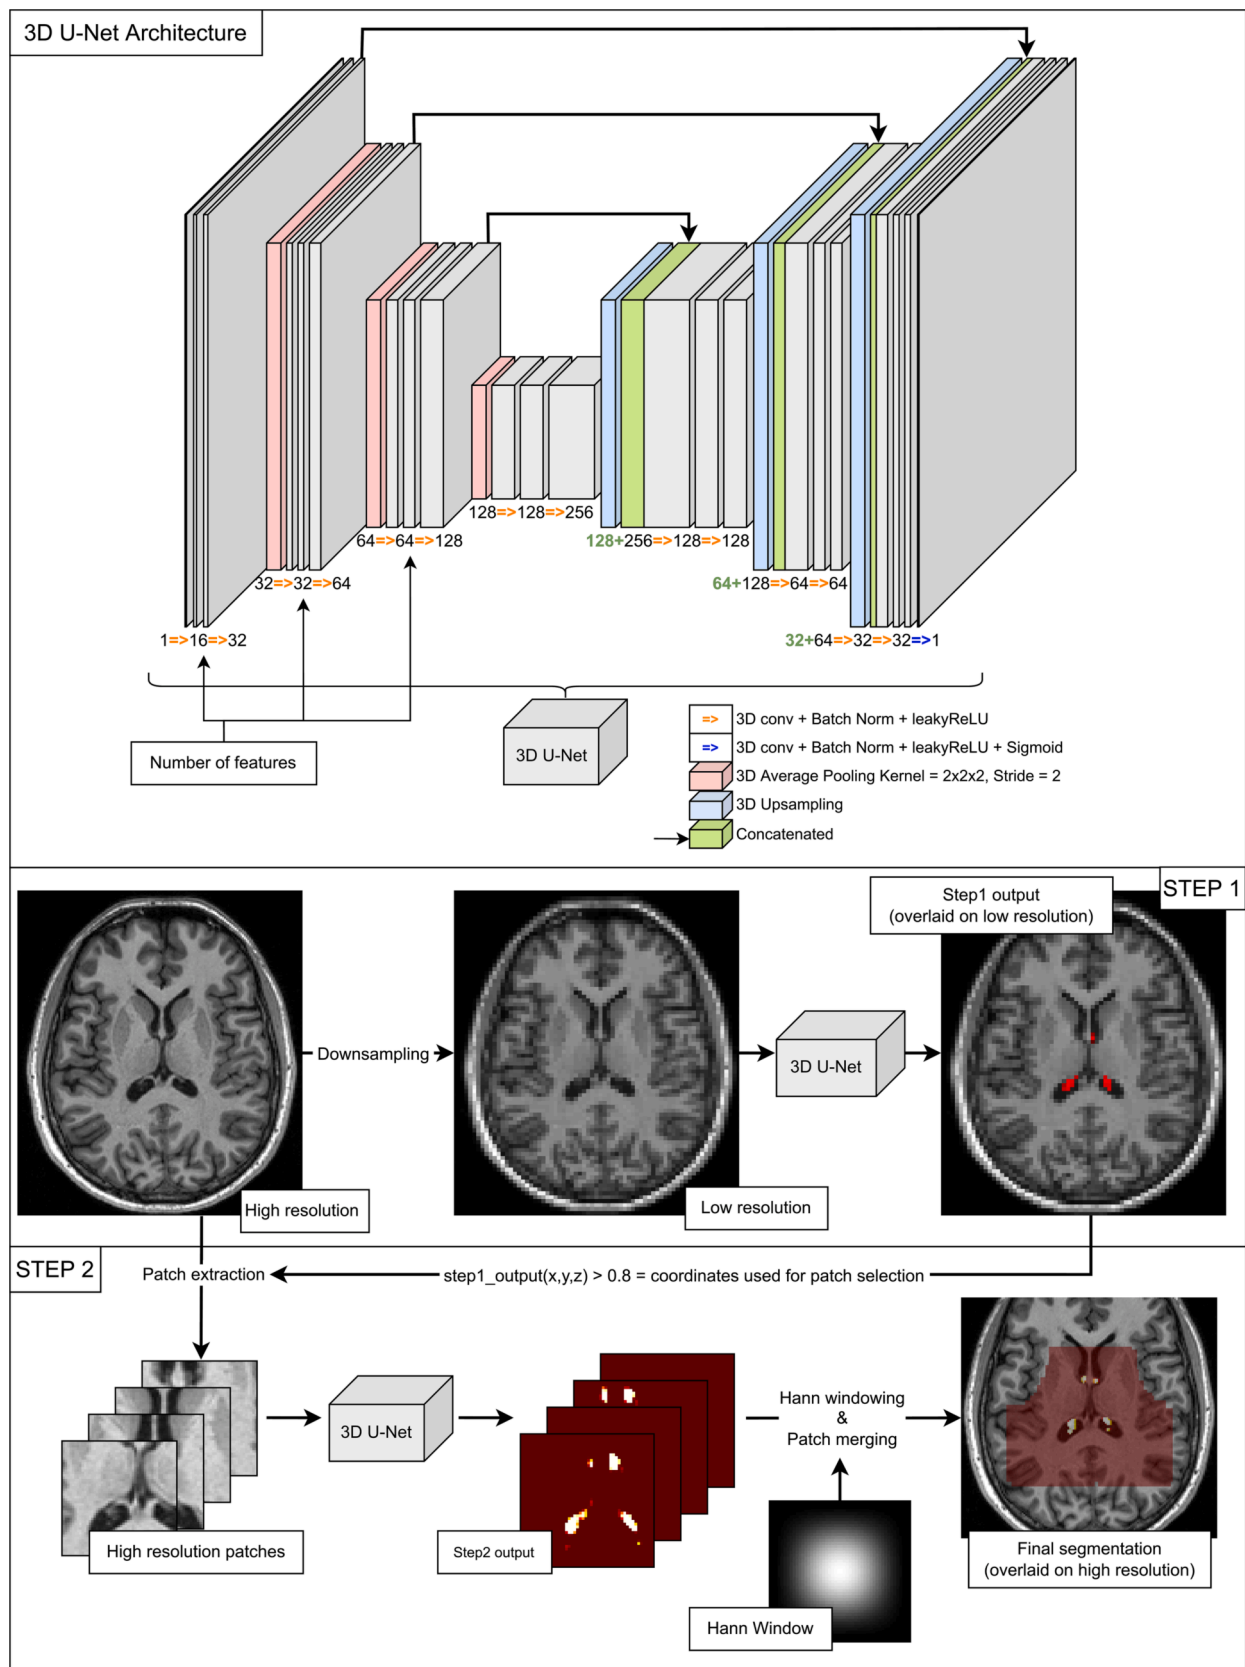 3D U-Net Architecture
128=>128=>256
64=>64=>128
128+256=>128=>128
32=>32=>64
64+128=>64=>64
1=>16=>32
32+64=>32=>32=>1
Number of features
3D U-Net
=> 3D conv + Batch Norm + leakyReLU
=> 3D conv + Batch Norm + leakyReLU + Sigmoid
3D Average Pooling Kernel = 2x2x2, Stride = 2
3D Upsampling
Concatenated
STEP 1
Step1 output
(overlaid on low resolution)
Downsampling
3D U-Net
High resolution
Low resolution
STEP 2
Patch extraction
step1_output(x,y,z) > 0.8 = coordinates used for patch selection
3D U-Net
Hann windowing
&
Patch merging
High resolution patches
Step2 output
Hann Window
Final segmentation
(overlaid on high resolution)